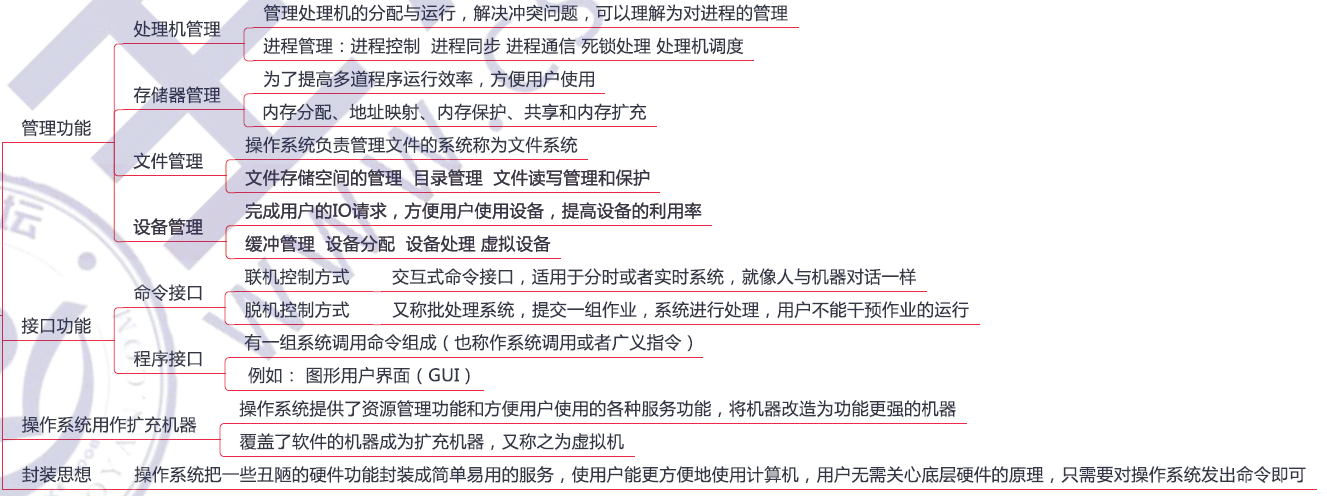 管理处理机的分配与运行，解决冲突问题，可以理解为对进程的管理
处理机管理
进程管理：进程控制 进程同步 进程通信 死锁处理 处理机调度
为了提高多道程序运行效率，方便用户使用
存储器管理
内存分配、地址映射、内存保护、共享和内存扩充
管理功能
操作系统负责管理文件的系统称为文件系统
文件管理
文件存储空间的管理 目录管理 文件读写管理和保护
完成用户的IO请求，方便用户使用设备，提高设备的利用率
设备管理
缓冲管理 设备分配 设备处理 虚拟设备
联机控制方式 交互式命令接口，适用于分时或者实时系统，就像人与机器对话一样
命令接口
脱机控制方式 又称批处理系统，提交一组作业，系统进行处理，用户不能干预作业的运行
接口功能
有一组系统调用命令组成（也称作系统调用或者广义指令）
程序接口
例如： 图形用户界面（GUI）
操作系统提供了资源管理功能和方便用户使用的各种服务功能，将机器改造为功能更强的机器
操作系统用作扩充机器
覆盖了软件的机器成为扩充机器，又称之为虚拟机
封装思想 操作系统把一些丑陋的硬件功能封装成简单易用的服务，使用户能更方便地使用计算机，用户无需关心底层硬件的原理，只需要对操作系统发出命令即可
坛
WWW.CS